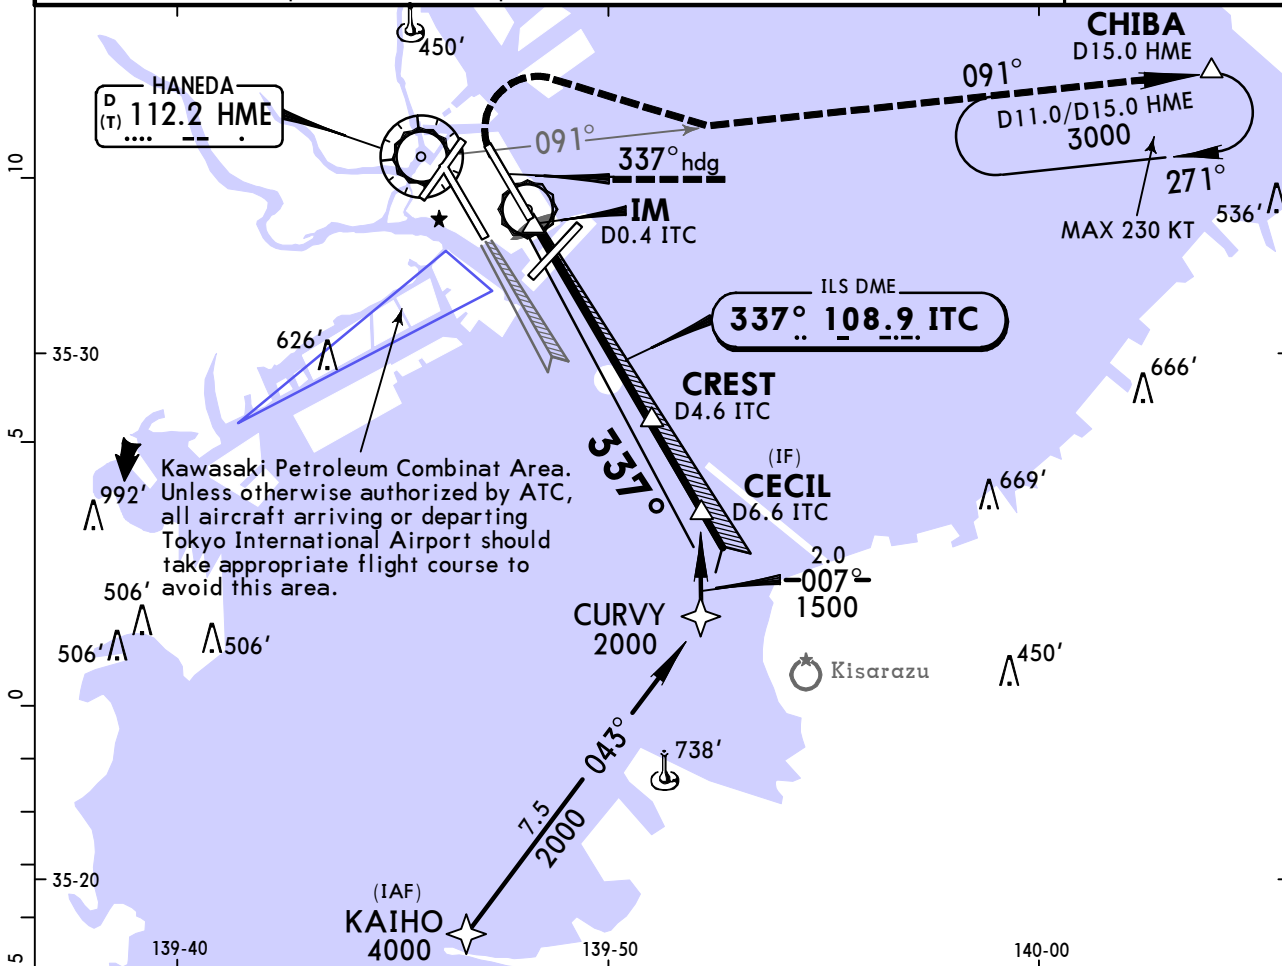 450′
CHIBA
D15.0 HME
HANEDA
D
(T) 112.2 HME
091°
D11.0/D15.0 HME
3000
091°
337° hdg
271°
10
IM
D0.4 ITC
536′
MAX 230 KT
ILS DME
337° 108.9 ITC
626′
35-30
666′
CREST
D4.6 ITC
5
337°
(IF)
CECIL
D6.6 ITC
Kawasaki Petroleum Combinat Area.
Unless otherwise authorized by ATC,
all aircraft arriving or departing
Tokyo International Airport should
take appropriate flight course to
avoid this area.
992′
669′
2.0
007°
1500
506′
506′
506′
CURVY
2000
450′
Kisarazu
0
043°
738′
7.5
2000
35-20
(IAF)
KAIHO
4000
139-40
139-50
140-00
5